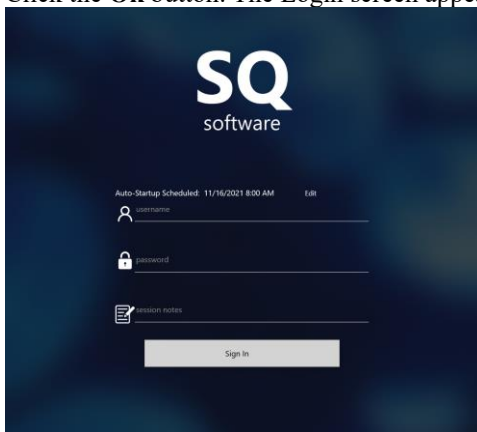 Click the OK button. The Login screen appe
SQ
software
Auto-Startup Scheduled: 11/16/2021 8:00 AM Edit
username
password
session notes
Sign In